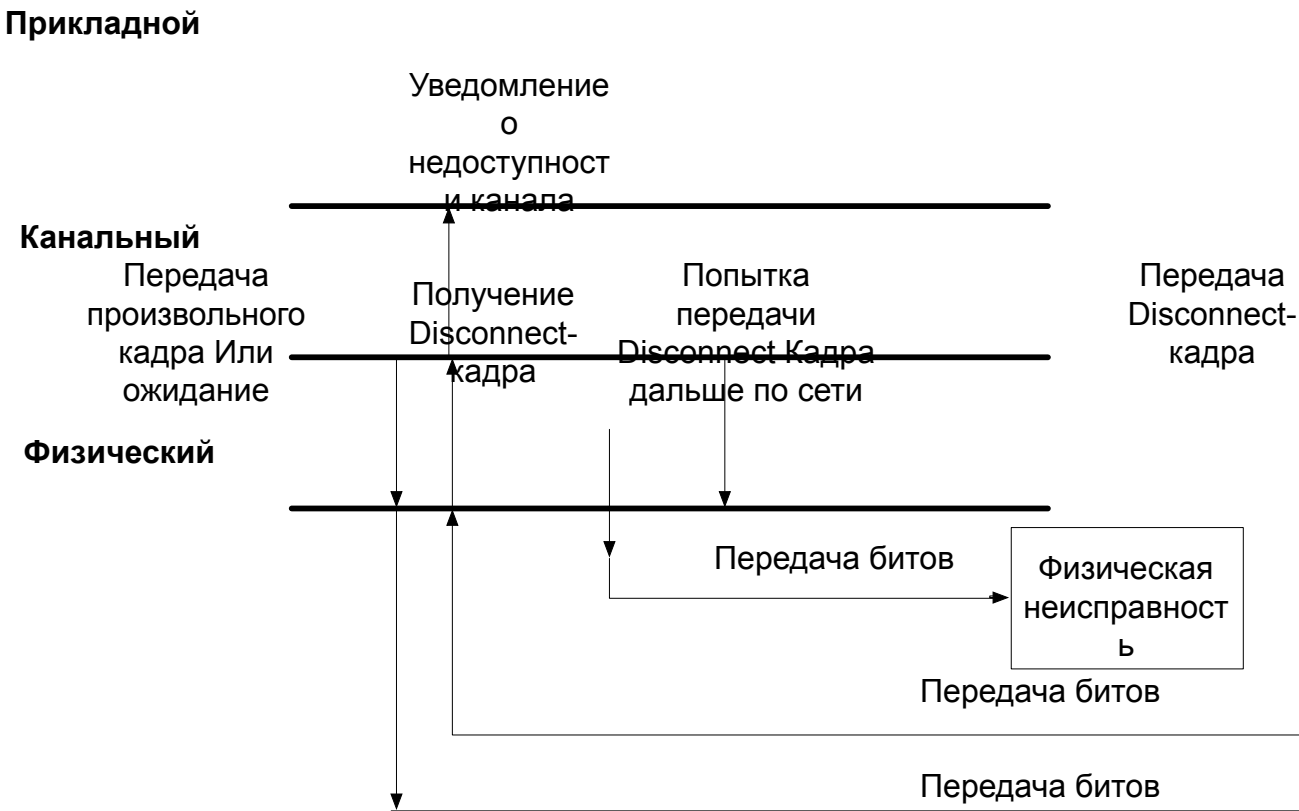 Прикладной
Уведомление
о
недоступност
и канала
Канальный
Передача
произвольного
кадра Или
ожидание
Получение
Disconnect-
кадра
Попытка
передачи
Disconnect Кадра
дальше по сети
Передача
Disconnect-
кадра
Физический
Передача битов
Физическая
неисправност
ь
Передача битов
Передача битов